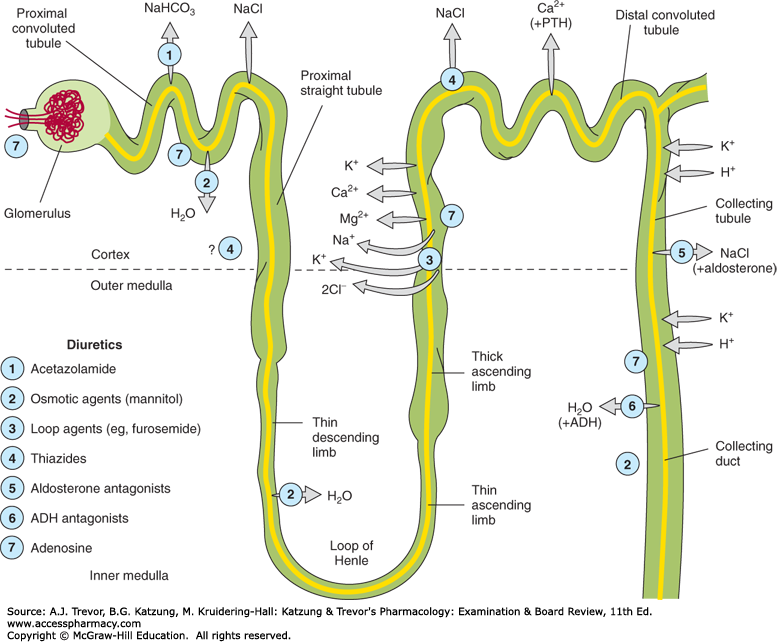 Proximal
convoluted
tubule
NaHCO₃
NaCl
NaCl
Ca²⁺
(+PTH)
Distal convoluted
tubule
1
4
Proximal
straight tubule
7
7
2
H₂O
Glomerulus
K⁺
Ca²⁺
Mg²⁺
7
K⁺
H⁺
Collecting
tubule
? 4
Na⁺
K⁺
3
2Cl⁻
5
NaCl
(+aldosterone)
Cortex
Outer medulla
K⁺
H⁺
Diuretics
1 Acetazolamide
2 Osmotic agents (mannitol)
3 Loop agents (eg, furosemide)
4 Thiazides
5 Aldosterone antagonists
6 ADH antagonists
7 Adenosine
Thick
ascending
limb
7
H₂O
(+ADH)
6
Thin
descending
limb
2
Collecting
duct
2
H₂O
Thin
ascending
limb
Loop of
Henle
Inner medulla
Source: A.J. Trevor, B.G. Katzung, M. Kruidering-Hall: Katzung & Trevor's Pharmacology: Examination & Board Review, 11th Ed.
www.accesspharmacy.com
Copyright © McGraw-Hill Education. All rights reserved.